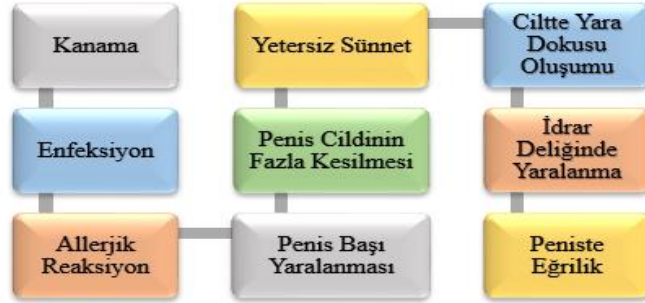 Kanama
Enfeksiyon
Allerjik
Reaksiyon
Penis Başı
Yaralanması
Penis Cildinin
Fazla Kesilmesi
Yetersiz Sünnet
Ciltte Yara
Dokusu
Oluşumu
İdrar
Deliğinde
Yaralanma
Peniste
Eğrilik